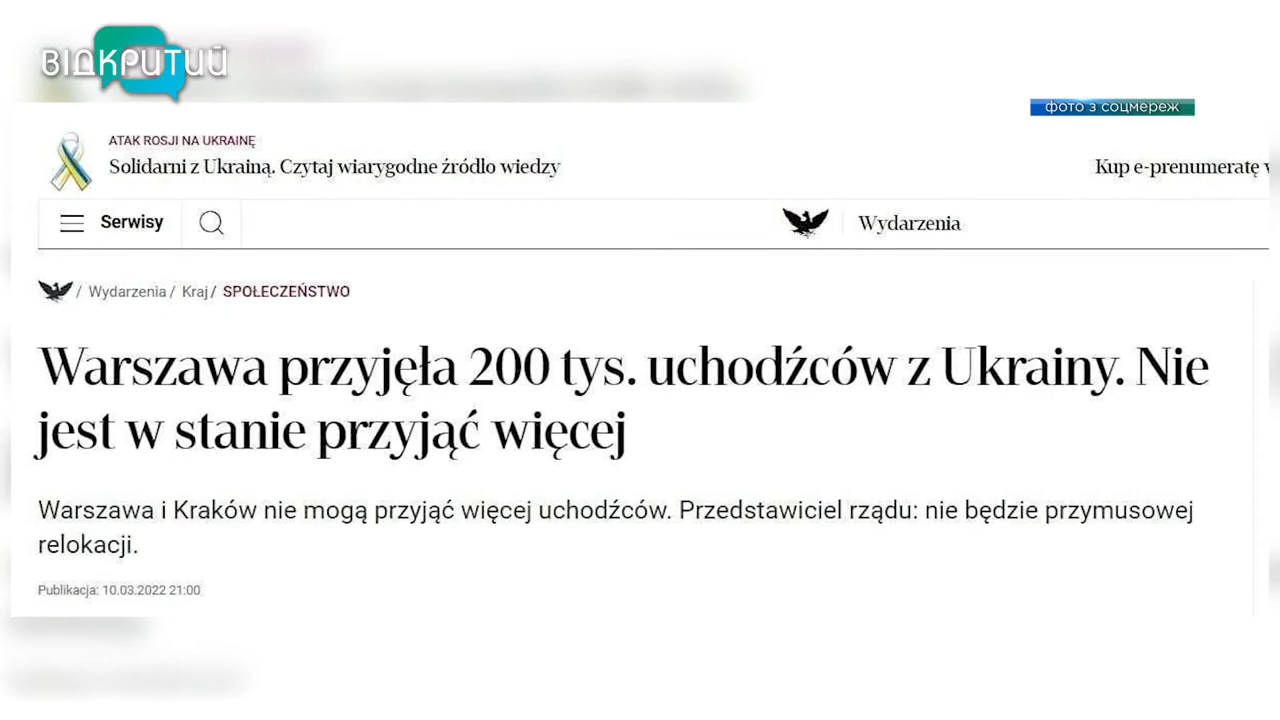 ВІДКРИТИЙ
фото з соцмереж
ATAK ROSJI NA UKRAINĘ
Solidarni z Ukrainą. Czytaj wiarygodne źródło wiedzy
Kup e-prenumeratę
Serwisy
Wydarzenia
/ Wydarzenia / Kraj / SPOŁECZEŃSTWO
Warszawa przyjęła 200 tys. uchodźców z Ukrainy. Nie
jest w stanie przyjąć więcej
Warszawa i Kraków nie mogą przyjąć więcej uchodźców. Przedstawiciel rządu: nie będzie przymusowej
relokacji.
Publikacja: 10.03.2022 21:00